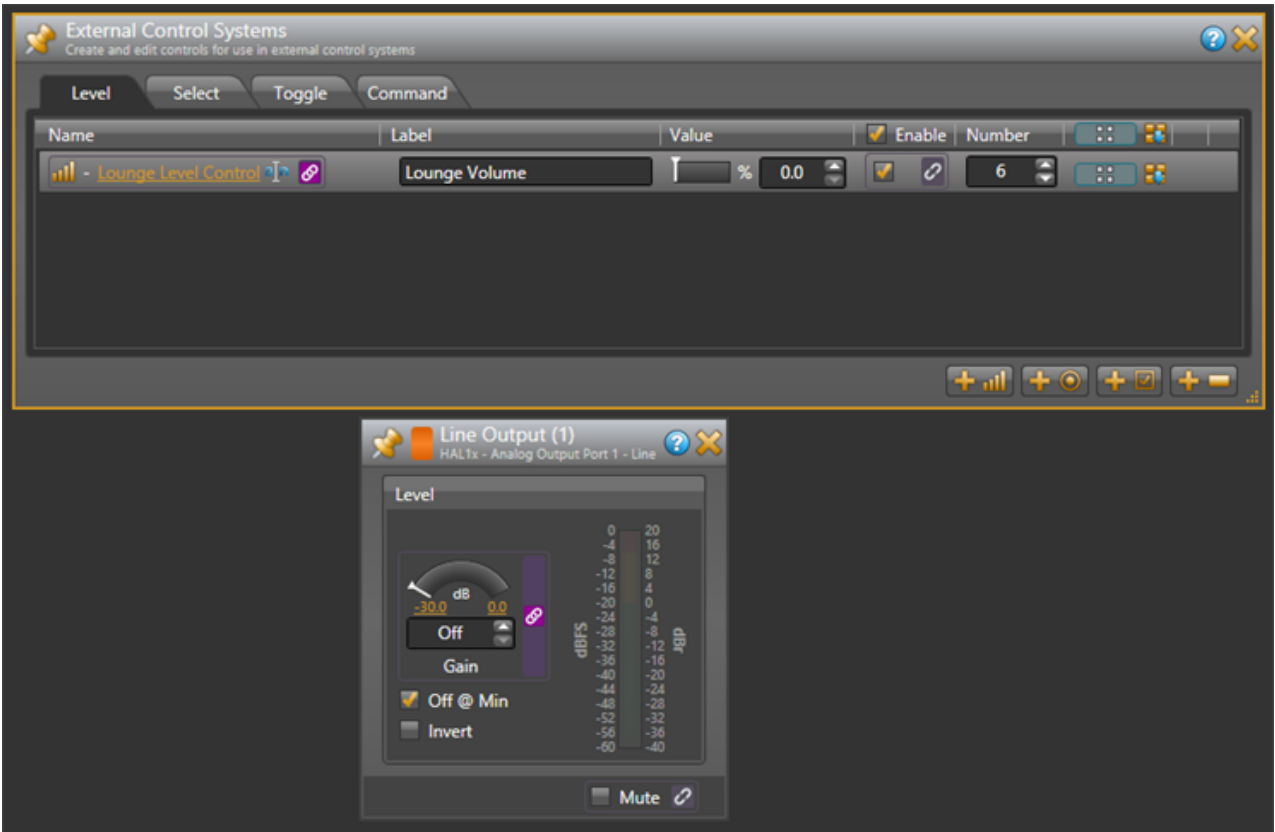 External Control Systems
Create and edit controls for use in external control systems
Level Select Toggle Command
Name Label Value Enable Number
- Lounge Level Control Lounge Volume % 0.0 6
Line Output (1)
HAL1x - Analog Output Port 1 - Line
Level
0 20
-4 16
-8 12
-12 8
-16 4
-20 0
-24 -4
-28 -8
-32 -12
-36 -16
-40 -20
-44 -24
-48 -28
-52 -32
-56 -36
-60 -40
dBFS dBr
dB
-30.0 0.0
Off
Gain
Off @ Min
Invert
Mute